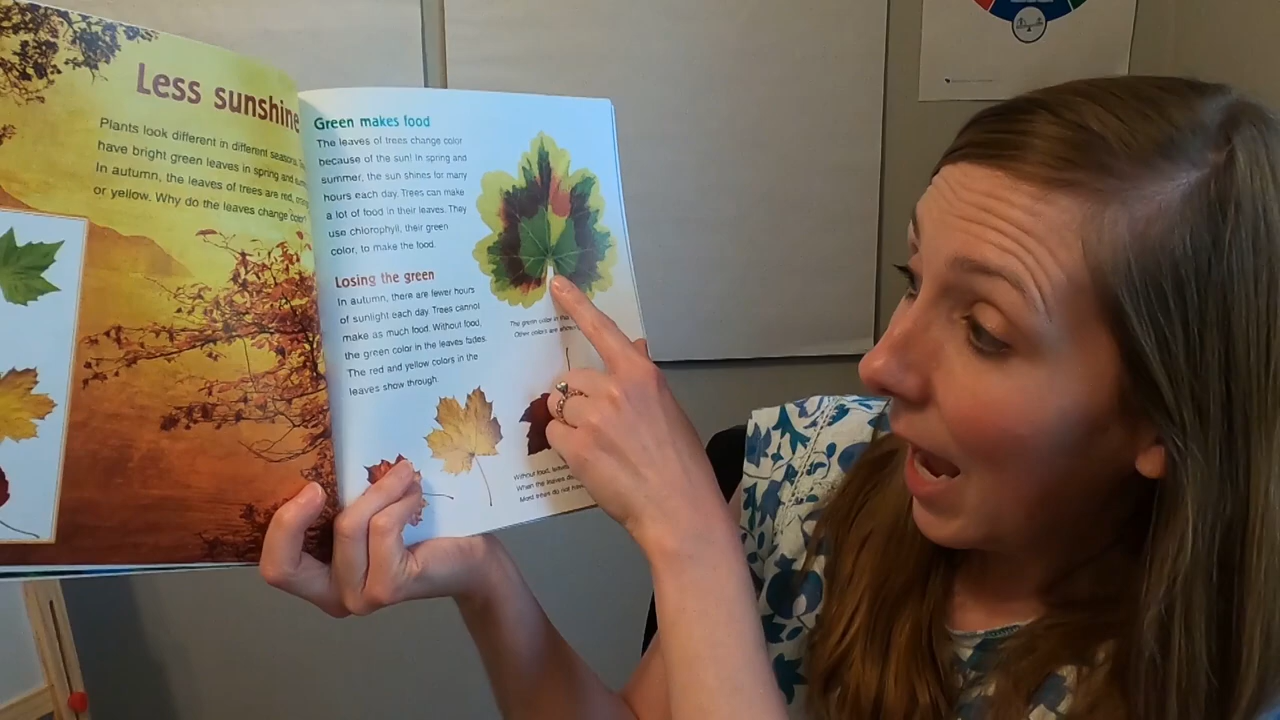 Less sunshine
Plants look different in different seasons.
have bright green leaves in spring and
In autumn, the leaves of trees are red,
or yellow. Why do the leaves change color?
Green makes food
The leaves of trees change color
because of the sun! In spring and
summer, the sun shines for many
hours each day. Trees can make
a lot of food in their leaves. They
use chlorophyll, their green
color, to make the food.
The green color in
Other colors are
Losing the green
In autumn, there are fewer hours
of sunlight each day. Trees cannot
make as much food. Without food,
the green color in the leaves fades.
The red and yellow colors in the
leaves show through.
Without food,
When the leaves
Most trees do not